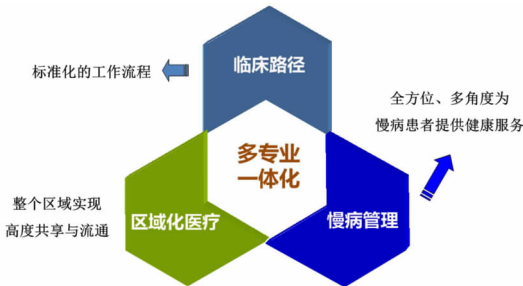 临床路径
标准化的工作流程
全方位、多角度为
慢病患者提供健康服务
多专业
一体化
整个区域实现
高度共享与流通
区域化医疗
慢病管理